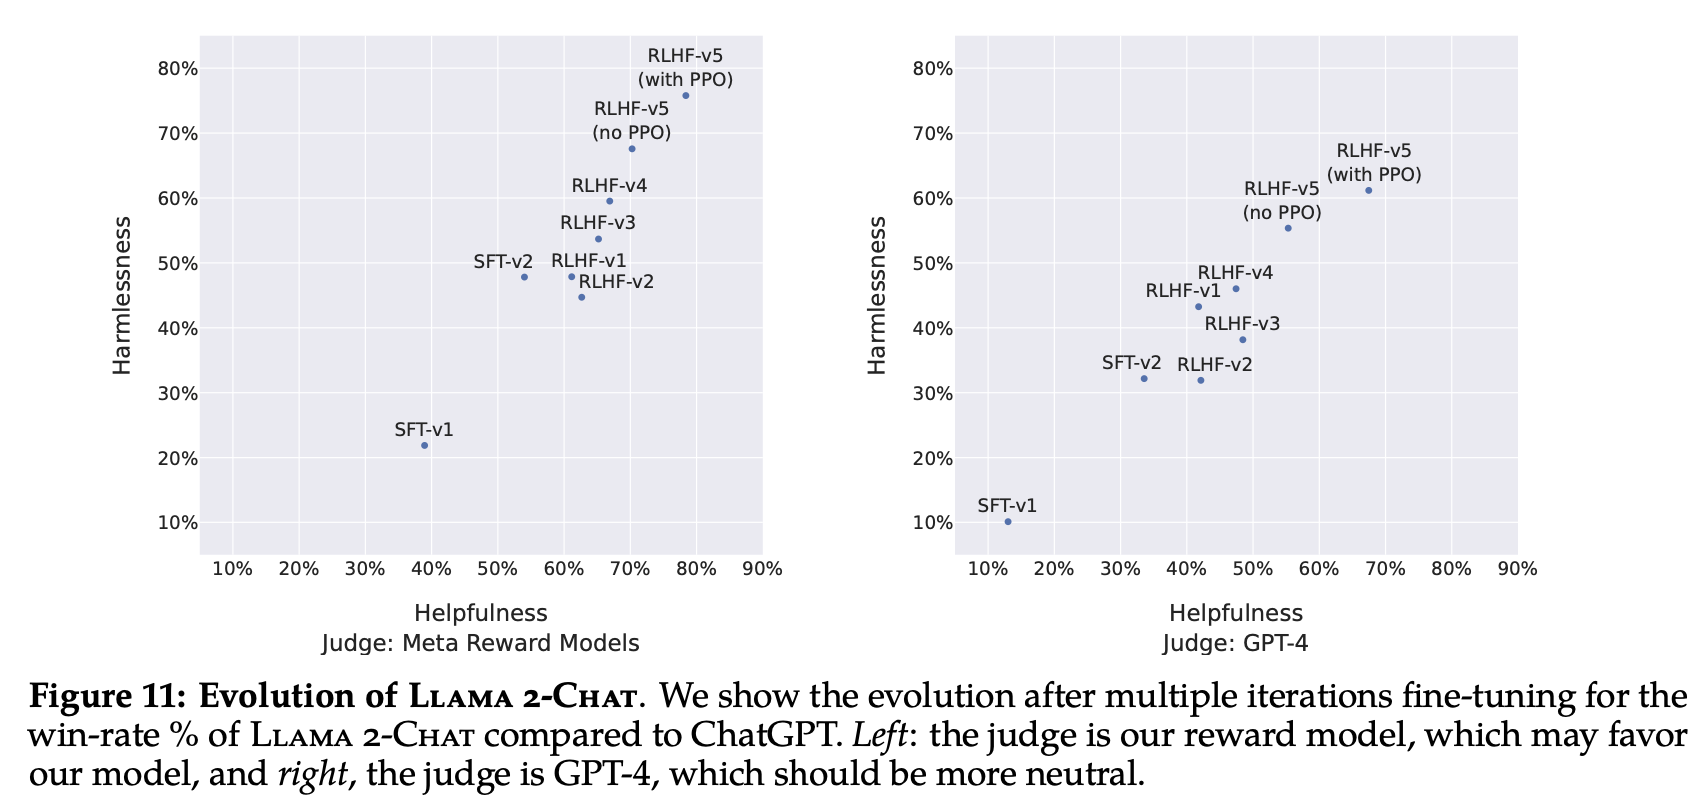 80%
70%
60%
50%
40%
30%
20%
10%
Harmlessness
RLHF-v5
(with PPO)
RLHF-v5
(no PPO)
RLHF-v4
RLHF-v3
SFT-v2
RLHF-v1
RLHF-v2
SFT-v1
10% 20% 30% 40% 50% 60% 70% 80% 90%
Helpfulness
Judge: Meta Reward Models
80%
70%
60%
50%
40%
30%
20%
10%
Harmlessness
RLHF-v5
(with PPO)
RLHF-v5
(no PPO)
RLHF-v4
RLHF-v1
RLHF-v3
SFT-v2
RLHF-v2
SFT-v1
10% 20% 30% 40% 50% 60% 70% 80% 90%
Helpfulness
Judge: GPT-4
Figure 11: Evolution of LLAMA 2-CHAT. We show the evolution after multiple iterations fine-tuning for the
win-rate % of LLAMA 2-CHAT compared to ChatGPT. Left: the judge is our reward model, which may favor
our model, and right, the judge is GPT-4, which should be more neutral.